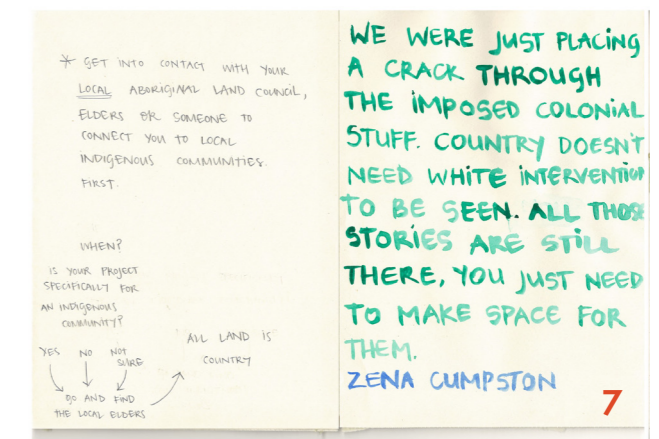 * GET INTO CONTACT WITH YOUR
LOCAL ABORIGINAL LAND COUNCIL,
ELDERS OR SOMEONE TO
CONNECT YOU TO LOCAL
INDIGENOUS COMMUNITIES
FIRST.
WHEN?
IS YOUR PROJECT
SPECIFICALLY FOR
AN INDIGENOUS
COMMUNITY?
YES NO NOT
SURE
GO AND FIND
THE LOCAL ELDERS
ALL LAND IS
COUNTRY
WE WERE JUST PLACING
A CRACK THROUGH
THE IMPOSED COLONIAL
STUFF. COUNTRY DOESN'T
NEED WHITE INTERVENTION
TO BE SEEN. ALL THOSE
STORIES ARE STILL
THERE, YOU JUST NEED
TO MAKE SPACE FOR
THEM.
ZENA CUMPSTON
7